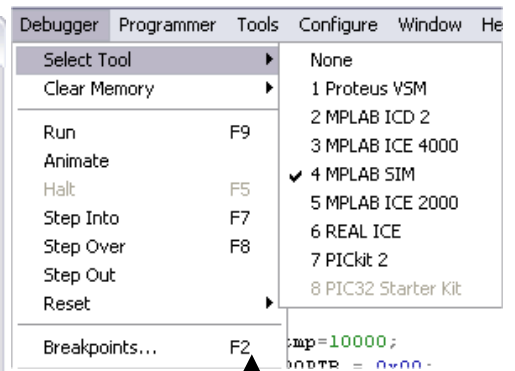 Debugger Programmer Tools Configure Window He
Select Tool
Clear Memory
Run F9
Animate
Halt F5
Step Into F7
Step Over F8
Step Out
Reset
Breakpoints... F2
None
1 Proteus VSM
2 MPLAB ICD 2
3 MPLAB ICE 4000
4 MPLAB SIM
5 MPLAB ICE 2000
6 REAL ICE
7 PICkit 2
8 PIC32 Starter Kit
mp=10000;
= 0x00;